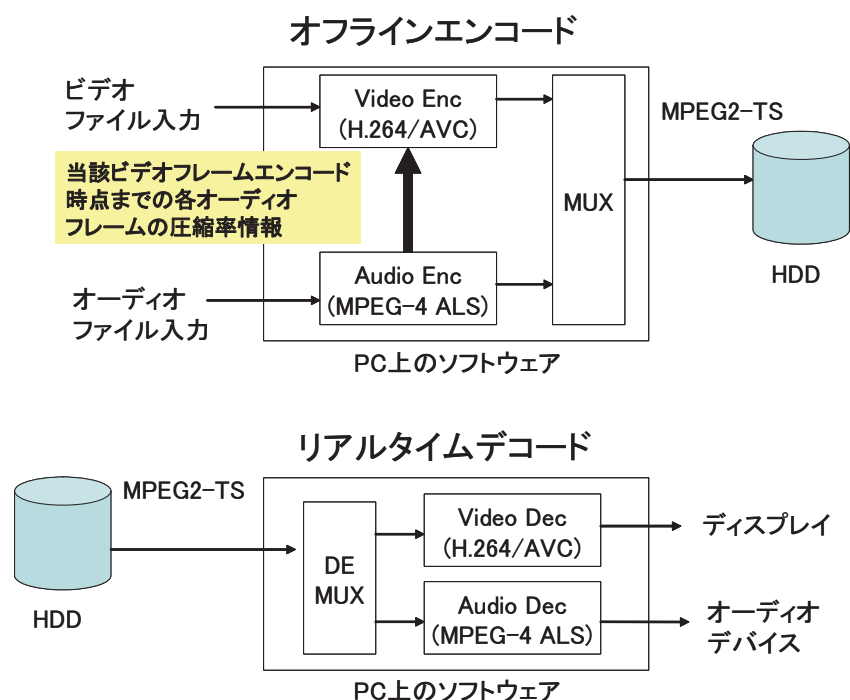 オフラインエンコード
ビデオ
ファイル入力
Video Enc
(H.264/AVC)
MPEG2-TS
当該ビデオフレームエンコード
時点までの各オーディオ
フレームの圧縮率情報
MUX
HDD
オーディオ
ファイル入力
Audio Enc
(MPEG-4 ALS)
PC上のソフトウェア
リアルタイムデコード
MPEG2-TS
HDD
DE
MUX
Video Dec
(H.264/AVC)
ディスプレイ
Audio Dec
(MPEG-4 ALS)
オーディオ
デバイス
PC上のソフトウェア